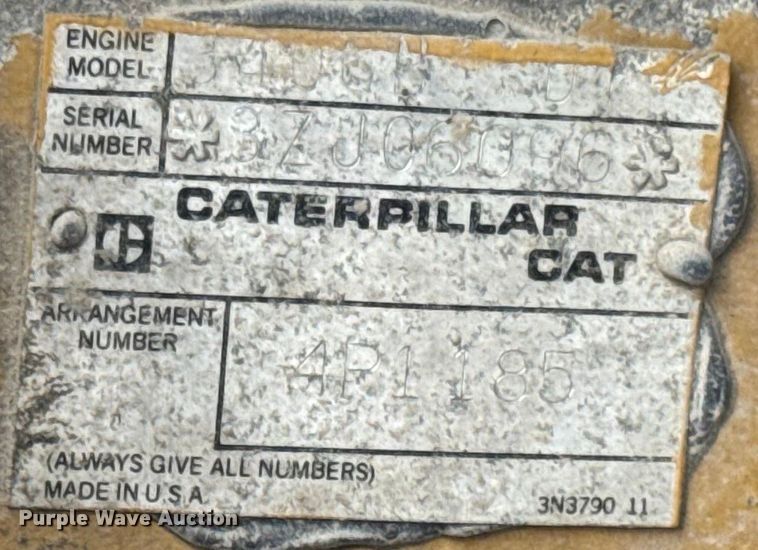 ENGINE
MODEL
SERIAL
NUMBER
CATERPILLAR
CAT
ARRANGEMENT
NUMBER
4P1185
(ALWAYS GIVE ALL NUMBERS)
MADE IN U.S.A.
3N3790 11
Purple Wave Auction